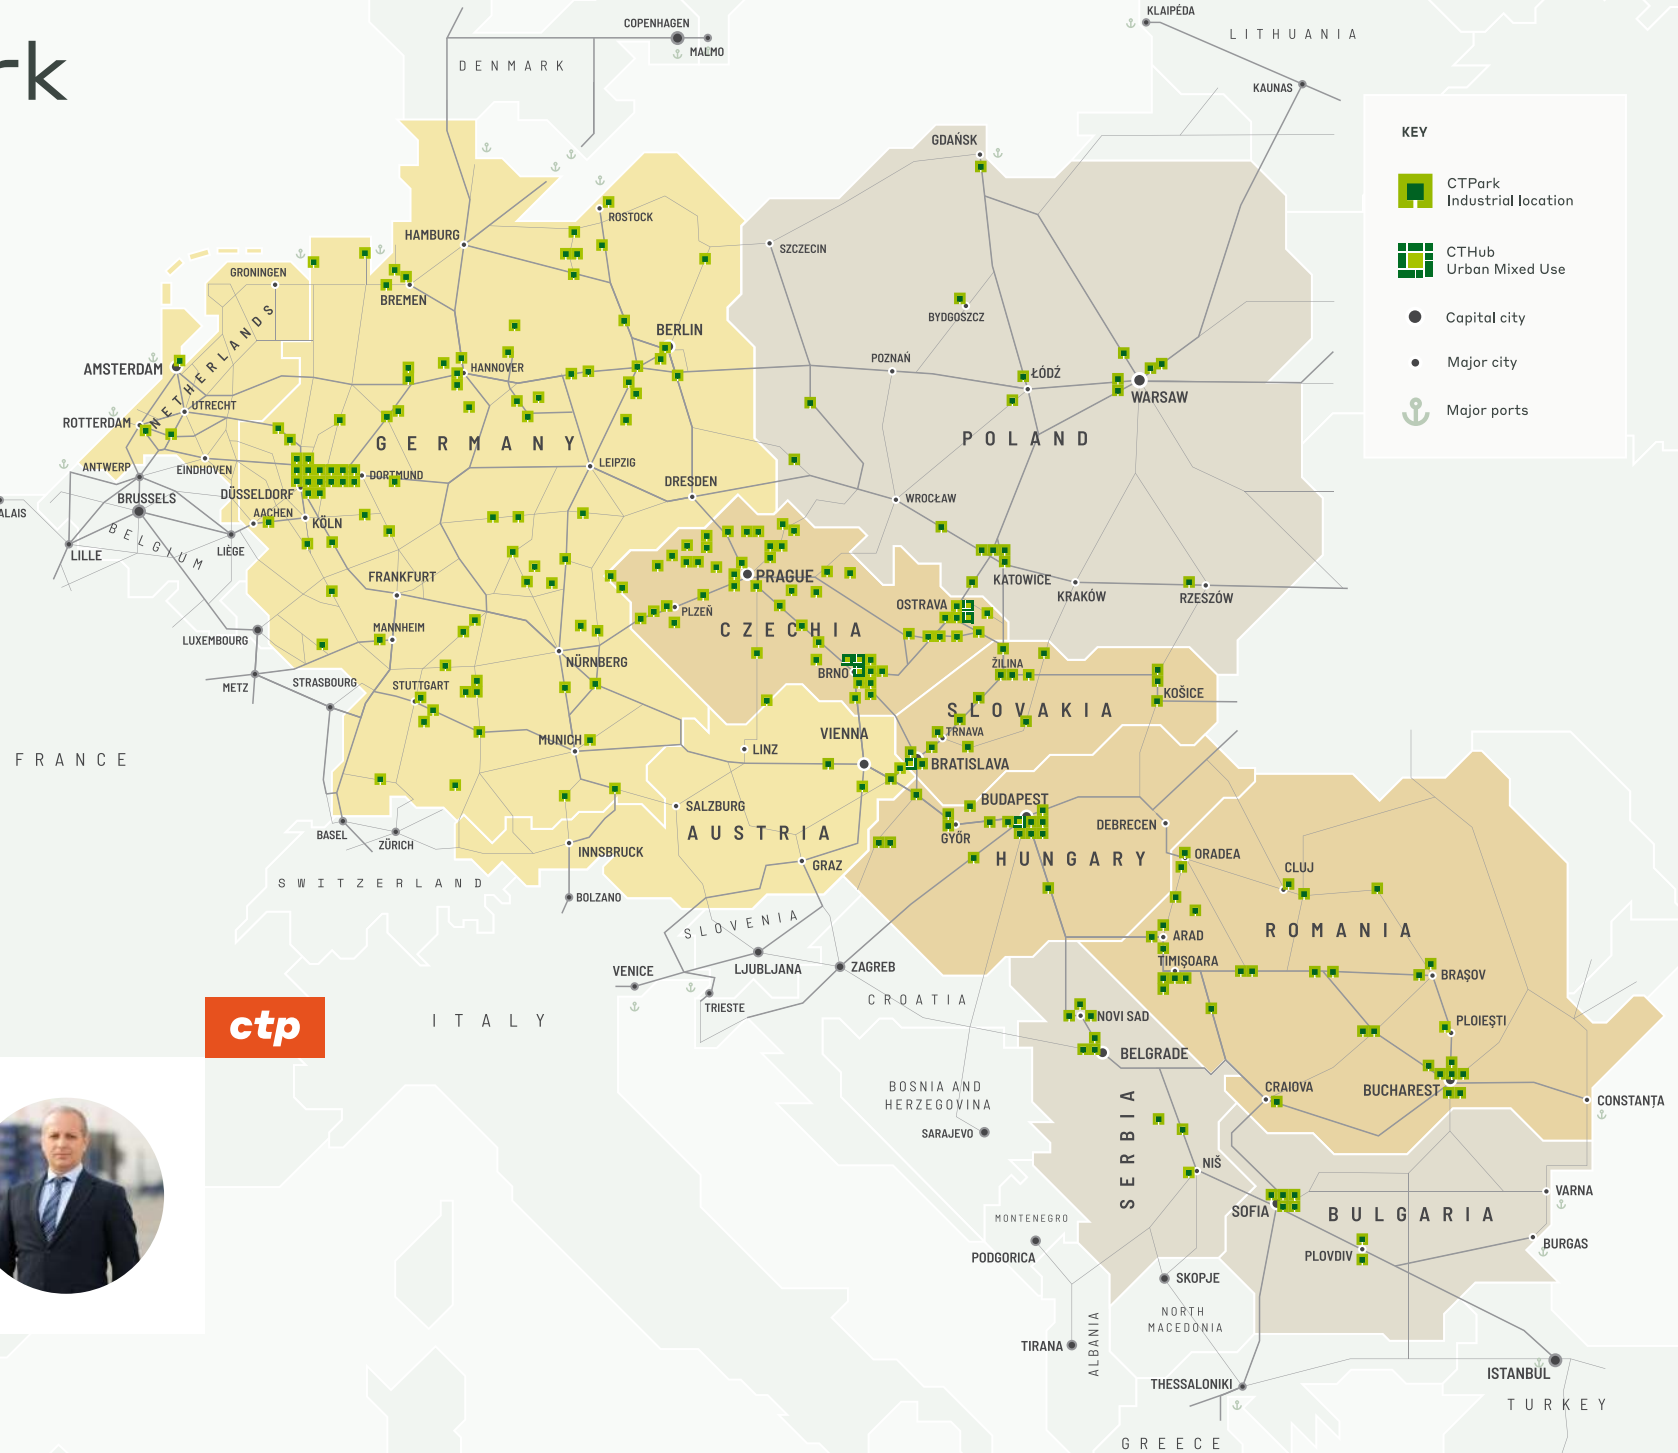 rk
COPENHAGEN
MALMO
DENMARK
KLAIPĖDA
LITHUANIA
KAUNAS
KEY
CTPark
Industrial location
CTHub
Urban Mixed Use
Capital city
Major city
Major ports
GDAŃSK
ROSTOCK
HAMBURG
SZCZECIN
GRONINGEN
BREMEN
BYDGOSZCZ
BERLIN
NETHERLANDS
AMSTERDAM
HANNOVER
POZNAŃ
ŁÓDŹ
WARSAW
UTRECHT
ROTTERDAM
GERMANY
POLAND
ANTWERP
EINDHOVEN
DORTMUND
LEIPZIG
DRESDEN
BRUSSELS
DÜSSELDORF
WROCŁAW
ALAIS
AACHEN
KÖLN
BELGIUM
LILLE
LIÈGE
FRANKFURT
PRAGUE
KATOWICE
KRAKÓW
RZESZÓW
OSTRAVA
PLZEŇ
CZECHIA
MANNHEIM
LUXEMBOURG
NÜRNBERG
ŽILINA
BRNO
METZ
STRASBOURG
STUTTGART
KOŠICE
SLOVAKIA
TRNAVA
VIENNA
MUNICH
LINZ
FRANCE
BRATISLAVA
BUDAPEST
SALZBURG
DEBRECEN
BASEL
ZÜRICH
AUSTRIA
GYŐR
INNSBRUCK
HUNGARY
ORADEA
GRAZ
CLUJ
SWITZERLAND
BOLZANO
SLOVENIA
ROMANIA
ARAD
TIMIȘOARA
VENICE
LJUBLJANA
ZAGREB
BRAȘOV
CROATIA
TRIESTE
ctp
ITALY
NOVI SAD
PLOIEȘTI
BELGRADE
BOSNIA AND
HERZEGOVINA
CRAIOVA
BUCHAREST
CONSTANȚA
SARAJEVO
SERBIA
NIŠ
VARNA
MONTENEGRO
SOFIA
BULGARIA
PODGORICA
PLOVDIV
BURGAS
SKOPJE
NORTH
MACEDONIA
TIRANA
ALBANIA
ISTANBUL
THESSALONIKI
TURKEY
GREECE